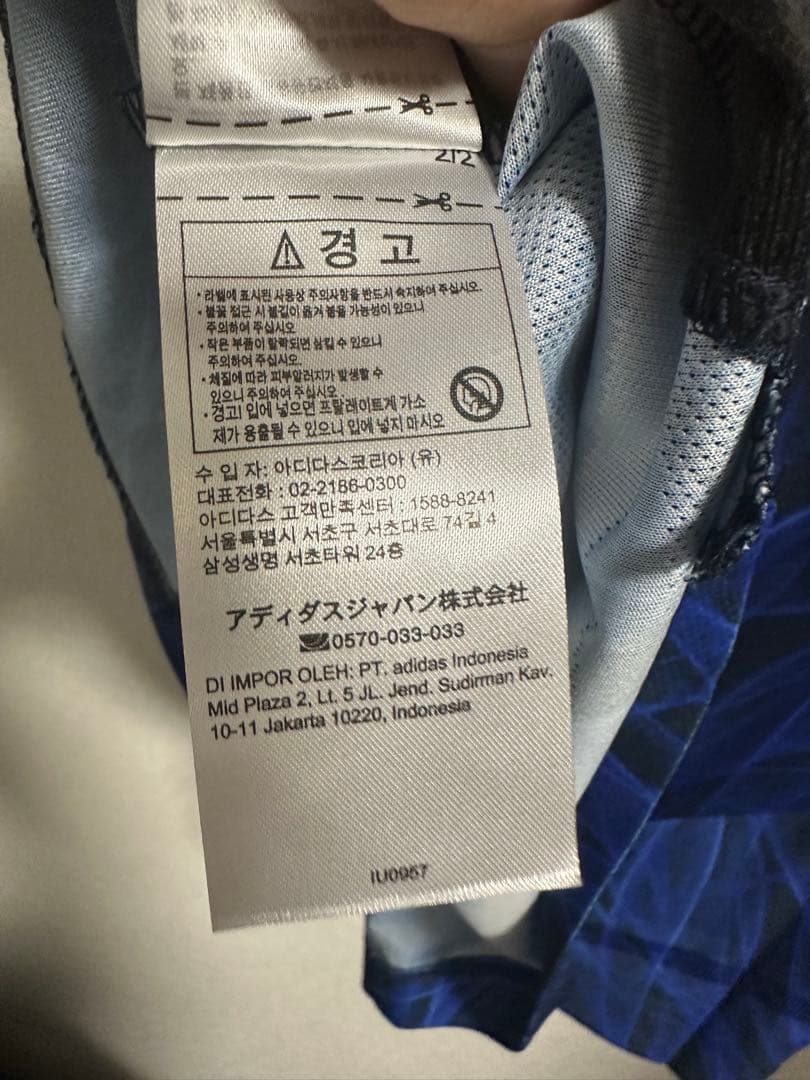 2/2
⚠ 경 고
• 라벨에 표시된 사용상 주의사항을 반드시 숙지하여 주십시오.
• 불꽃 접근 시 불길이 옮겨 붙을 가능성이 있으니
주의하여 주십시오
• 작은 부품이 탈락되면 삼킬 수 있으니
주의하여 주십시오.
• 체질에 따라 피부알러지가 발생할 수
있으니 주의하여 주십시오
• 경고! 입에 넣으면 프탈레이트계 가소
제가 용출될 수 있으니 입에 넣지 마시오
수 입 자: 아디다스코리아 (유)
대표전화 : 02-2186-0300
아디다스 고객만족센터 : 1588-8241
서울특별시 서초구 서초대로 74길 4
삼성생명 서초타워 24층
アディダスジャパン株式会社
0570-033-033
DI IMPOR OLEH: PT. adidas Indonesia
Mid Plaza 2, Lt. 5 JL. Jend. Sudirman Kav.
10-11 Jakarta 10220, Indonesia
IU0957